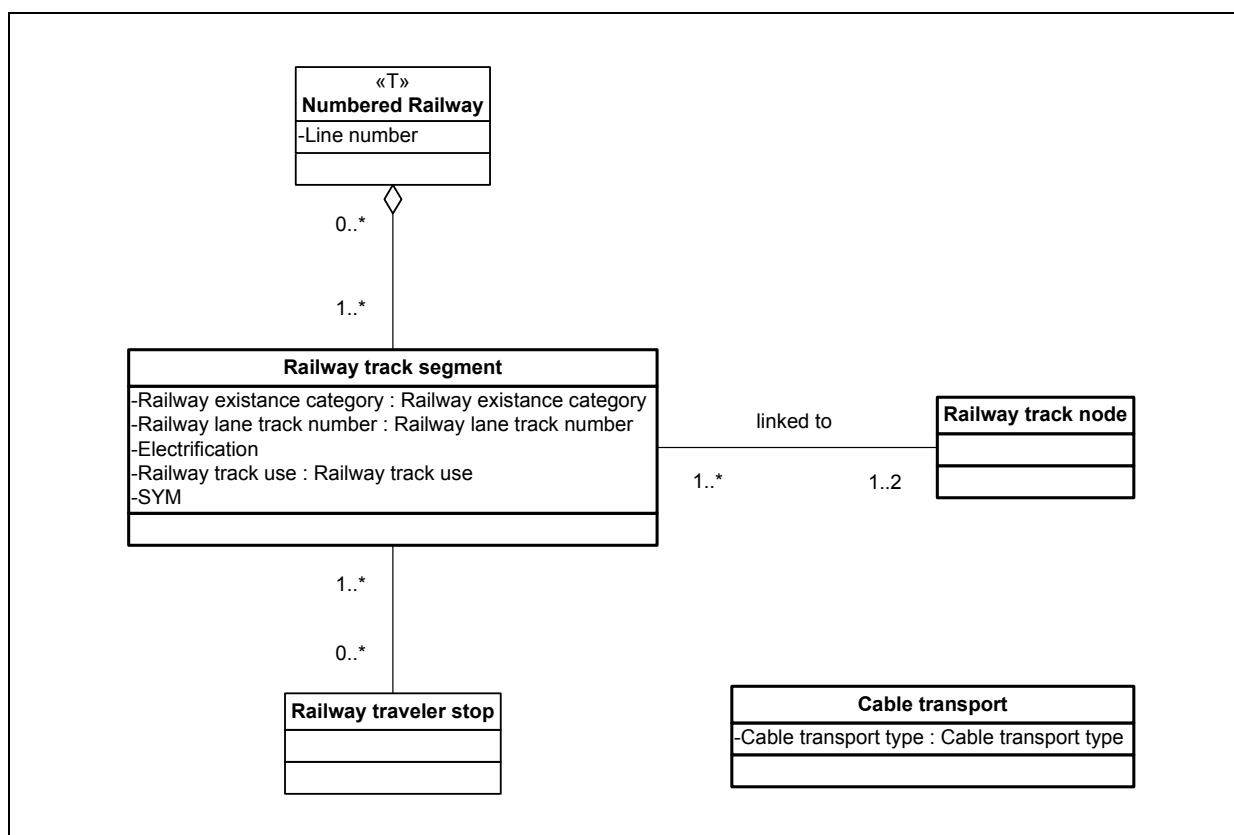 «T»
Numbered Railway
-Line number
0..*
1..*
Railway track segment
-Railway existance category : Railway existance category
-Railway lane track number : Railway lane track number
-Electrification
-Railway track use : Railway track use
-SYM
linked to
1..*
1..2
Railway track node
1..*
0..*
Railway traveler stop
Cable transport
-Cable transport type : Cable transport type